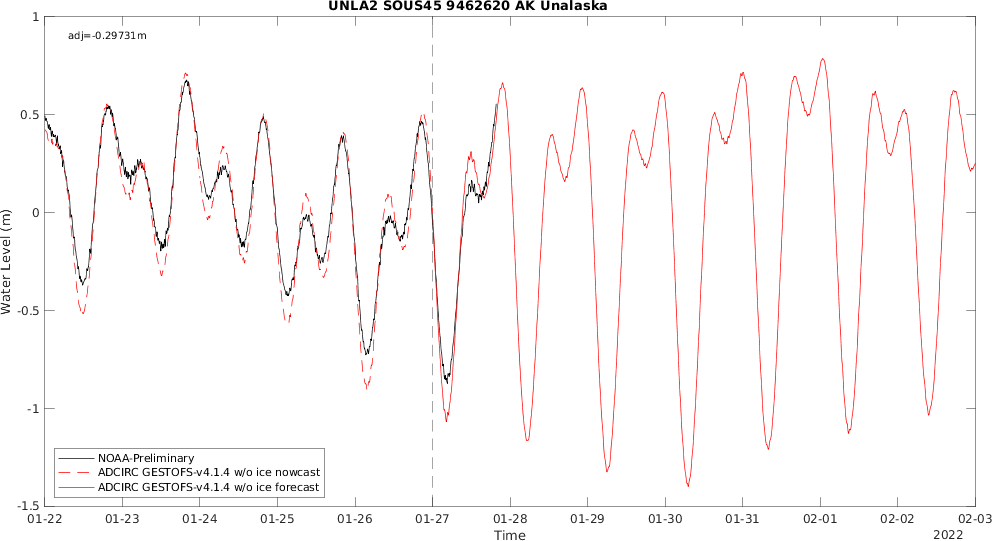 UNLA2 SOUS45 9462620 AK Unalaska
adj=-0.29731m
Water Level (m)
1
0.5
0
-0.5
-1
-1.5
NOAA-Preliminary
ADCIRC GESTOFS-v4.1.4 w/o ice nowcast
ADCIRC GESTOFS-v4.1.4 w/o ice forecast
01-22 01-23 01-24 01-25 01-26 01-27 01-28 01-29 01-30 01-31 02-01 02-02 02-03
Time
2022